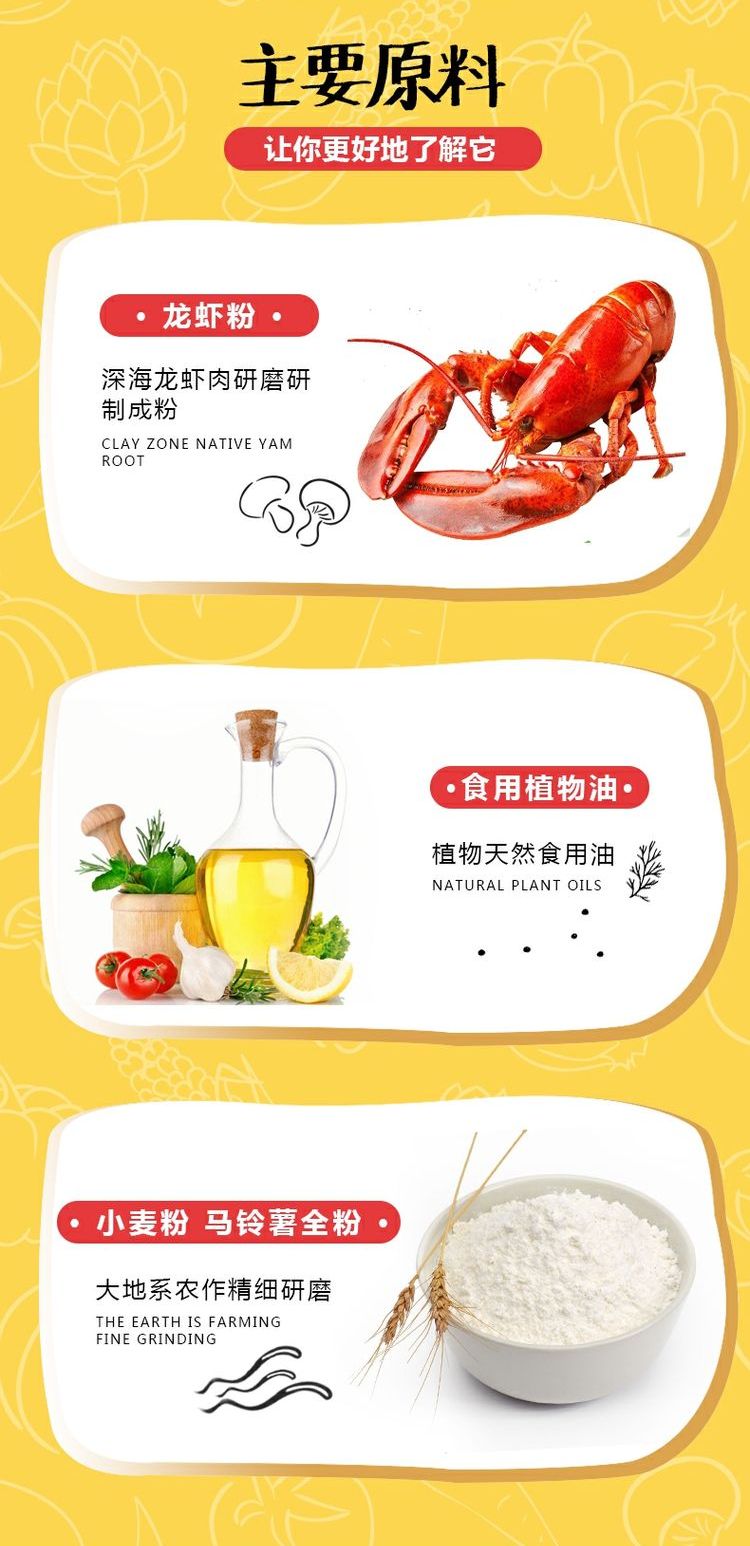 主要原料
让你更好地了解它
• 龙虾粉 •
深海龙虾肉研磨研
制成粉
CLAY ZONE NATIVE YAM
ROOT
•食用植物油•
植物天然食用油
NATURAL PLANT OILS
• 小麦粉 马铃薯全粉 •
大地系农作精细研磨
THE EARTH IS FARMING
FINE GRINDING